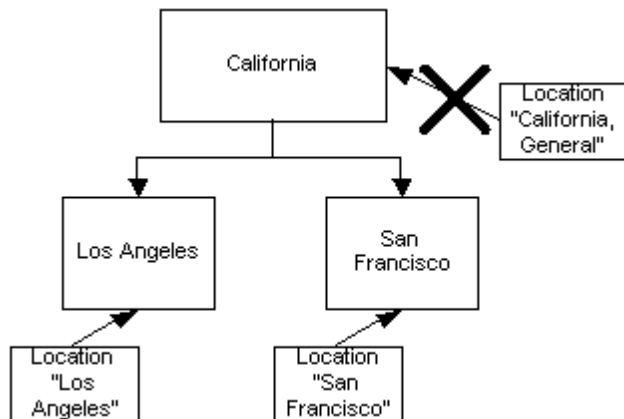 California
Location
"California,
General"
Los Angeles
San
Francisco
Location
"Los
Angeles"
Location
"San
Francisco"